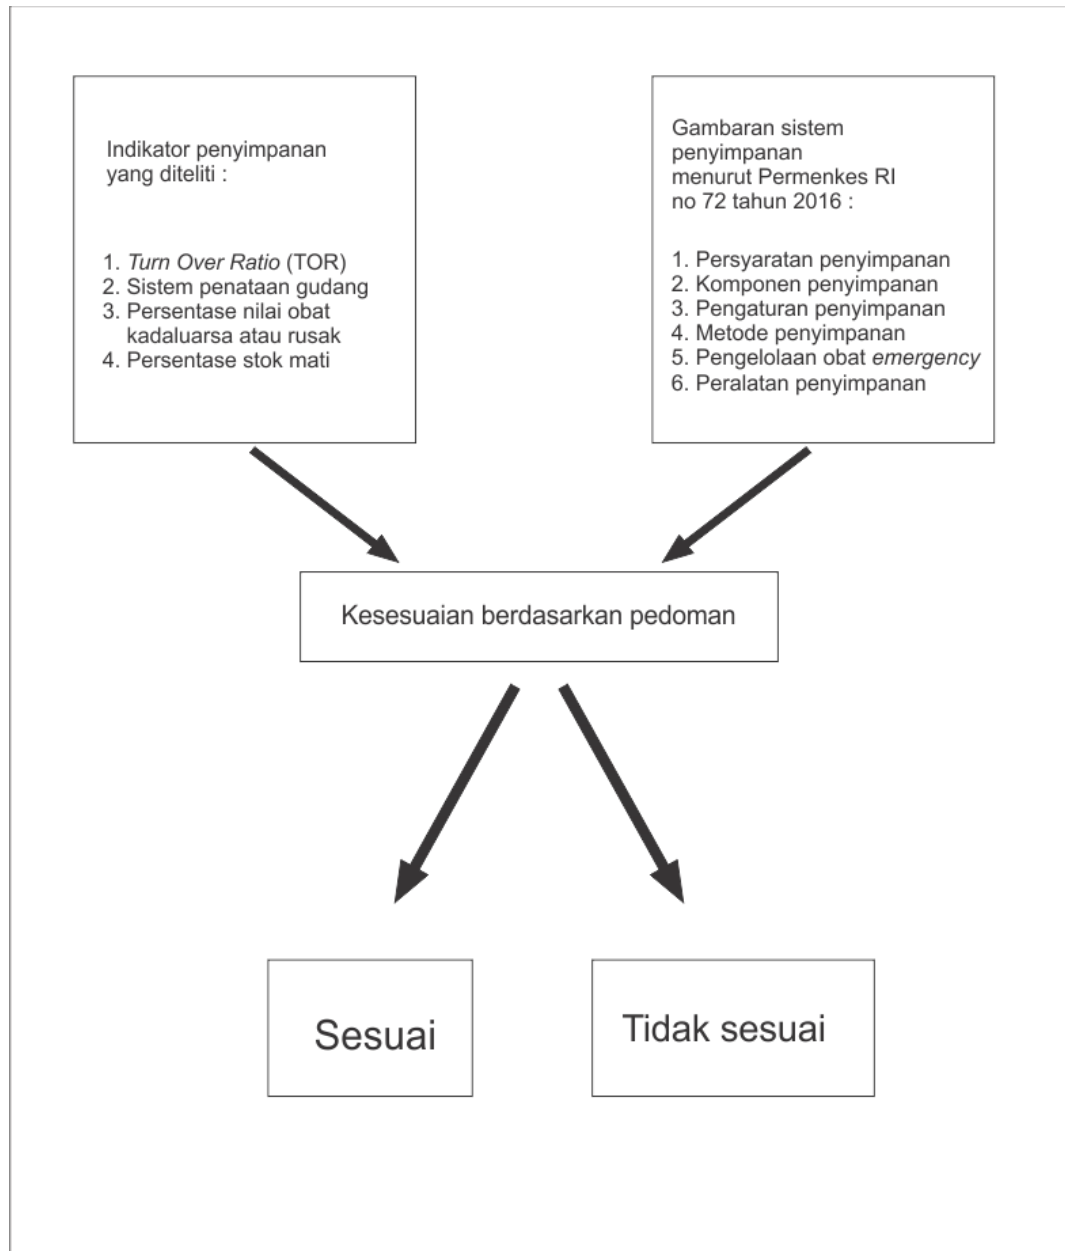 Indikator penyimpanan
yang diteliti :
1. Turn Over Ratio (TOR)
2. Sistem penataan gudang
3. Persentase nilai obat
kadaluarsa atau rusak
4. Persentase stok mati
Gambaran sistem
penyimpanan
menurut Permenkes RI
no 72 tahun 2016 :
1. Persyaratan penyimpanan
2. Komponen penyimpanan
3. Pengaturan penyimpanan
4. Metode penyimpanan
5. Pengelolaan obat emergency
6. Peralatan penyimpanan
Kesesuaian berdasarkan pedoman
Sesuai
Tidak sesuai